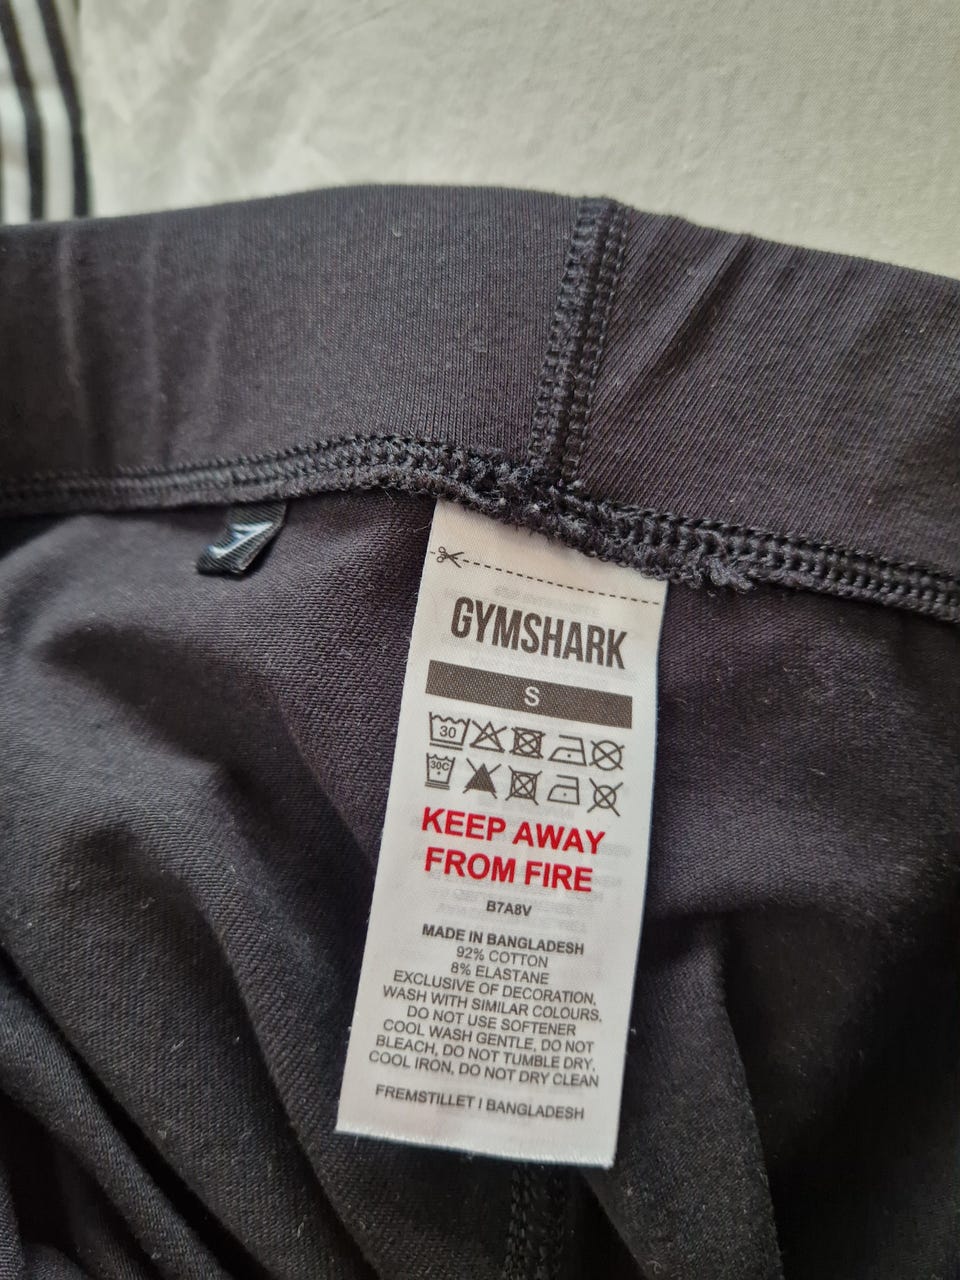 GYMSHARK
S
30
30C
KEEP AWAY
FROM FIRE
B7A8V
MADE IN BANGLADESH
92% COTTON
8% ELASTANE
EXCLUSIVE OF DECORATION,
WASH WITH SIMILAR COLOURS,
DO NOT USE SOFTENER
COOL WASH GENTLE, DO NOT
BLEACH, DO NOT TUMBLE DRY,
COOL IRON, DO NOT DRY CLEAN
FREMSTILLET I BANGLADESH